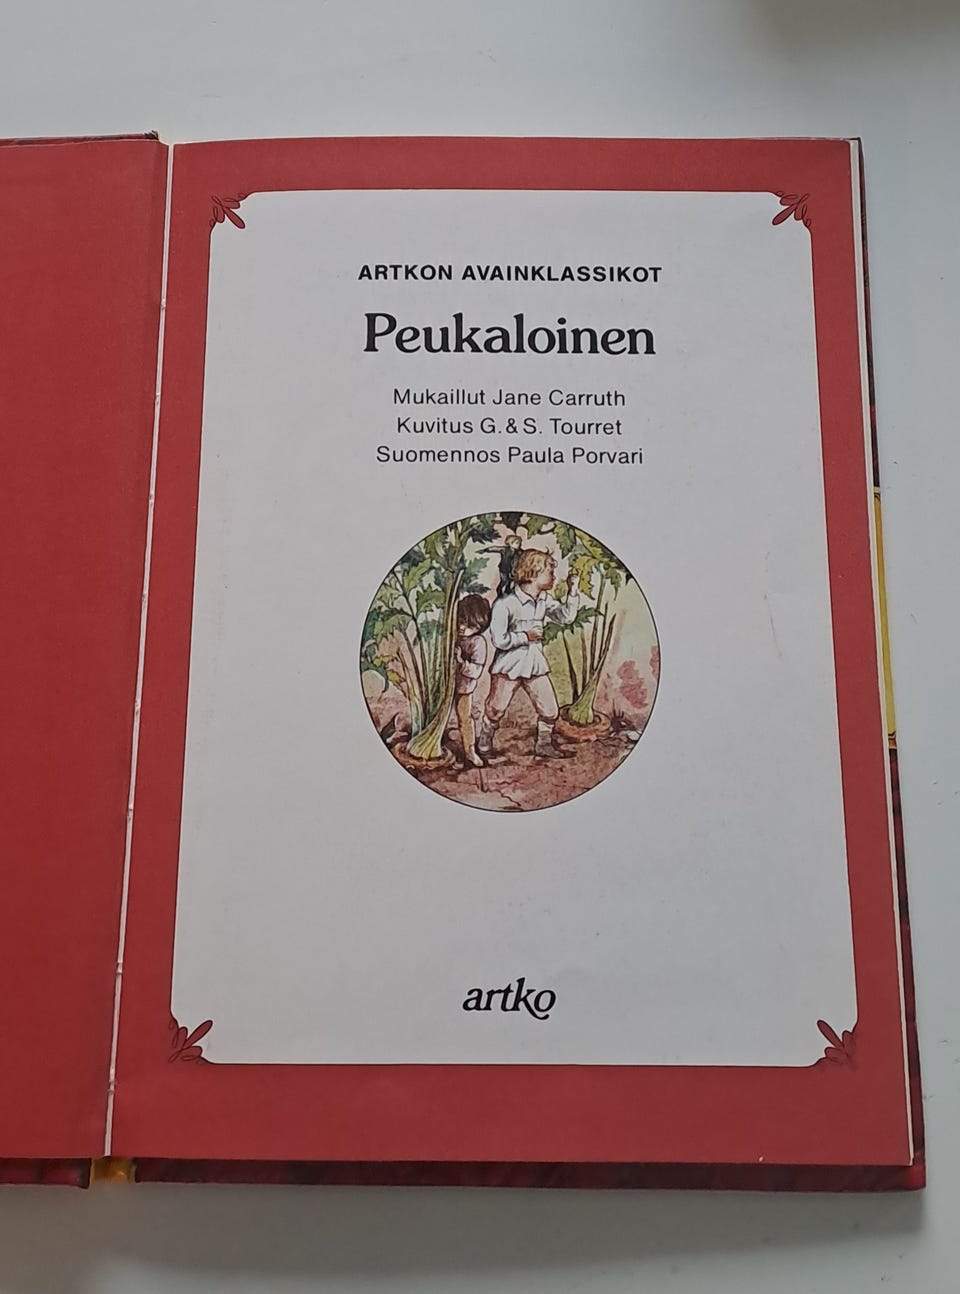 ARTKON AVAINKLASSIKOT
Peukaloinen
Mukaillut Jane Carruth
Kuvitus G. & S. Tourret
Suomennos Paula Porvari
artko